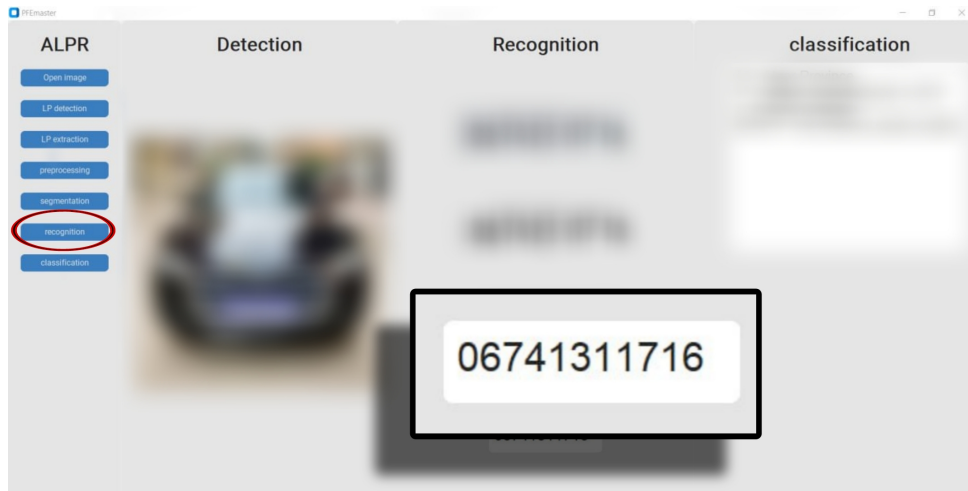 PFEmaster
ALPR
Detection
Recognition
classification
Open image
LP detection
LP extraction
preprocessing
segmentation
recognition
classification
06741311716